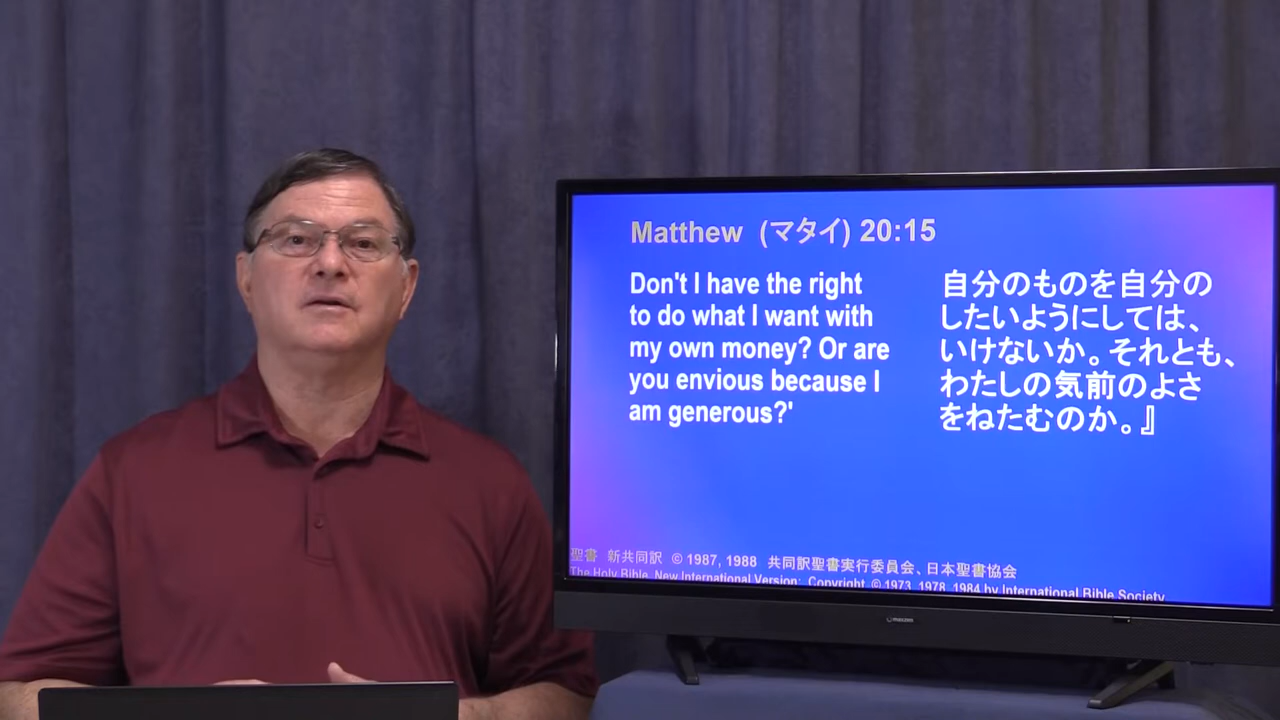 Matthew (マタイ) 20:15
Don't I have the right
to do what I want with
my own money? Or are
you envious because I
am generous?'
自分のものを自分の
したいようにしては、
いけないか。それとも、
わたしの気前のよさ
をねたむのか。』
聖書 新共同訳 © 1987, 1988 共同訳聖書実行委員会、日本聖書協会
The Holy Bible, New International Version; Copyright © 1973, 1978, 1984 by International Bible Society